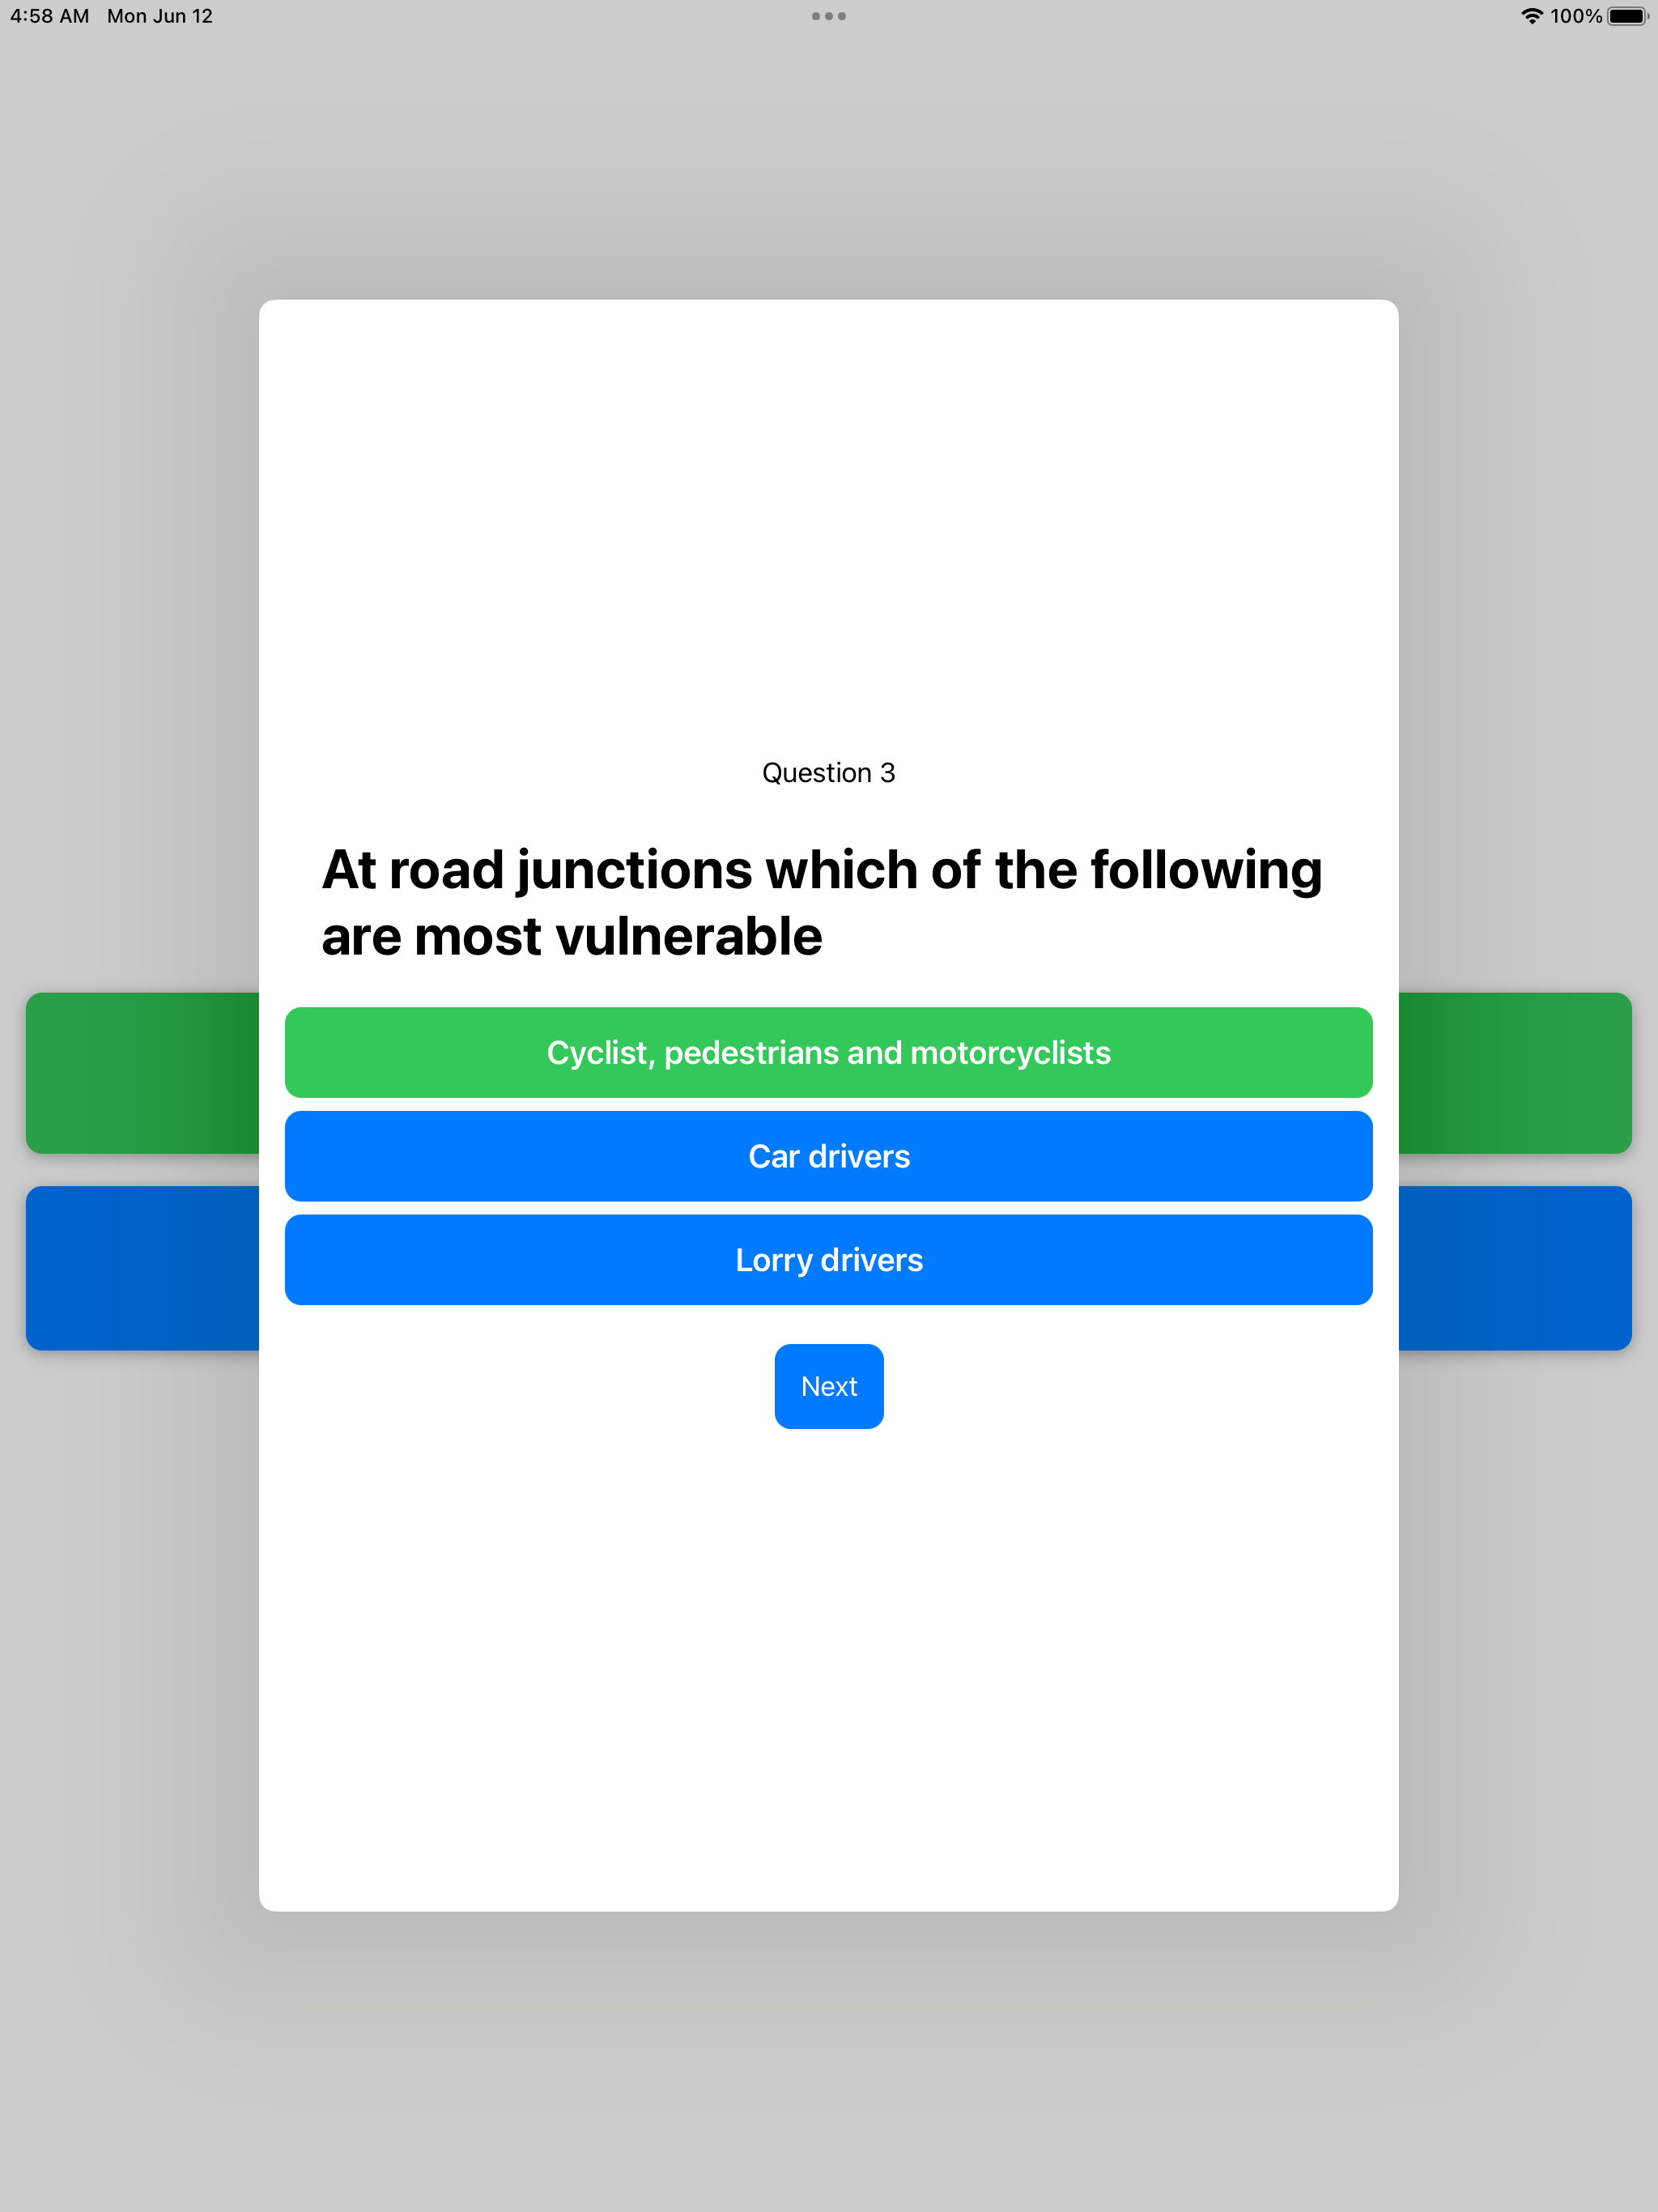 4:58 AM Mon Jun 12
100%
Question 3
At road junctions which of the following
are most vulnerable
Cyclist, pedestrians and motorcyclists
Car drivers
Lorry drivers
Next